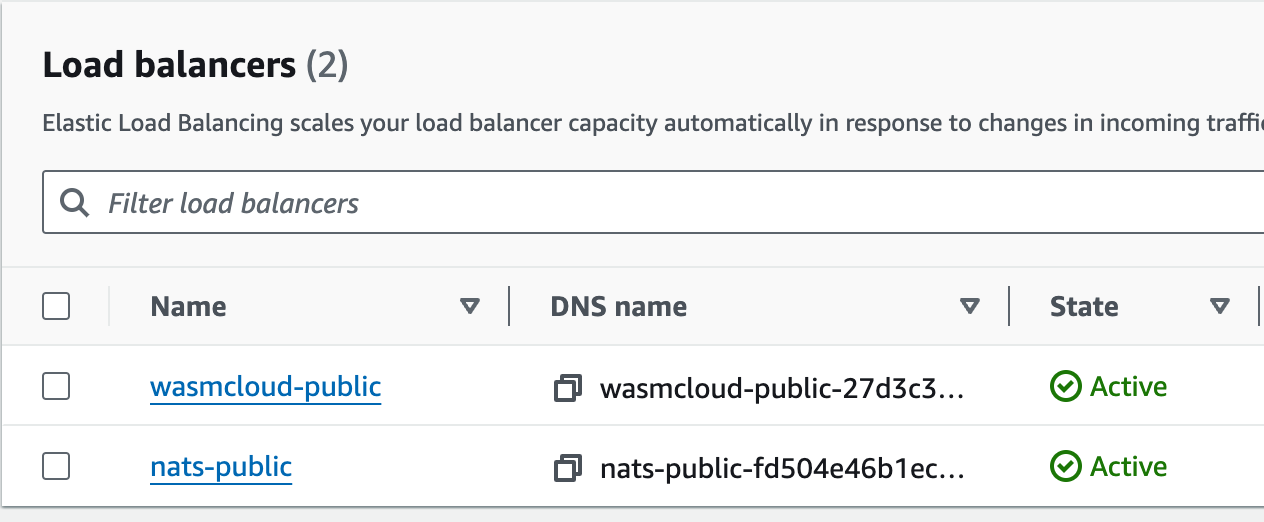 Load balancers (2)
Elastic Load Balancing scales your load balancer capacity automatically in response to changes in incoming traffic
Filter load balancers
Name DNS name State
wasmcloud-public wasmcloud-public-27d3c3... Active
nats-public nats-public-fd504e46b1ec... Active